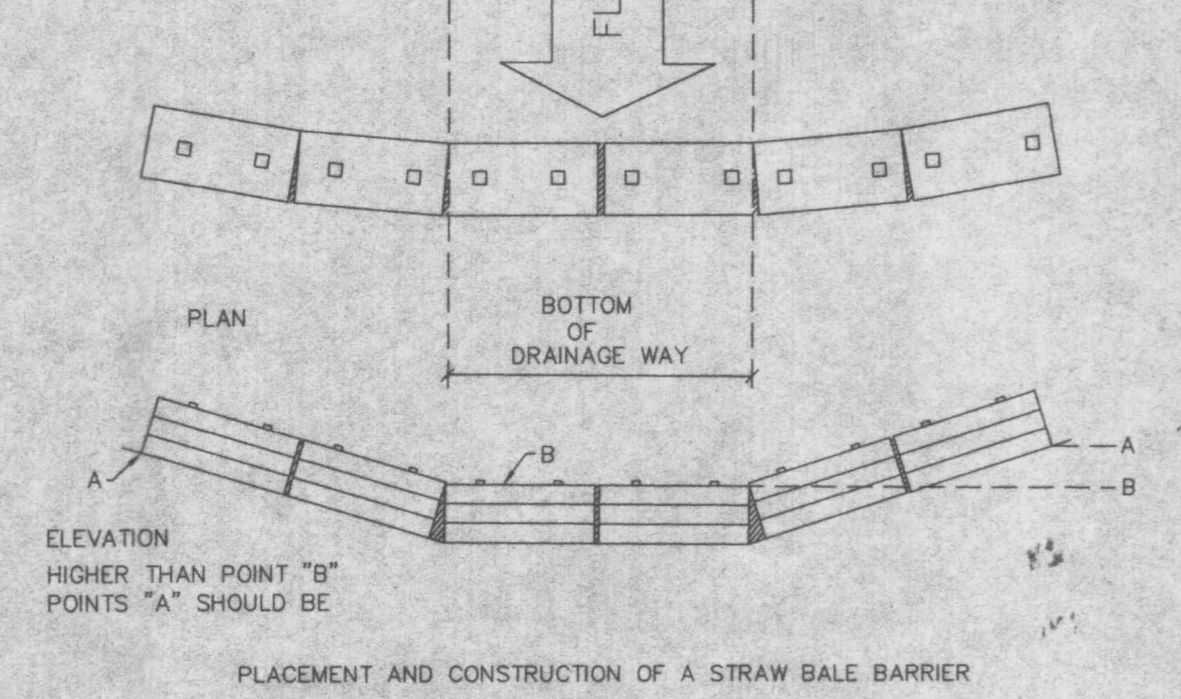 FL
PLAN
BOTTOM
OF
DRAINAGE WAY
B
A
A
B
ELEVATION
HIGHER THAN POINT "B"
POINTS "A" SHOULD BE
PLACEMENT AND CONSTRUCTION OF A STRAW BALE BARRIER